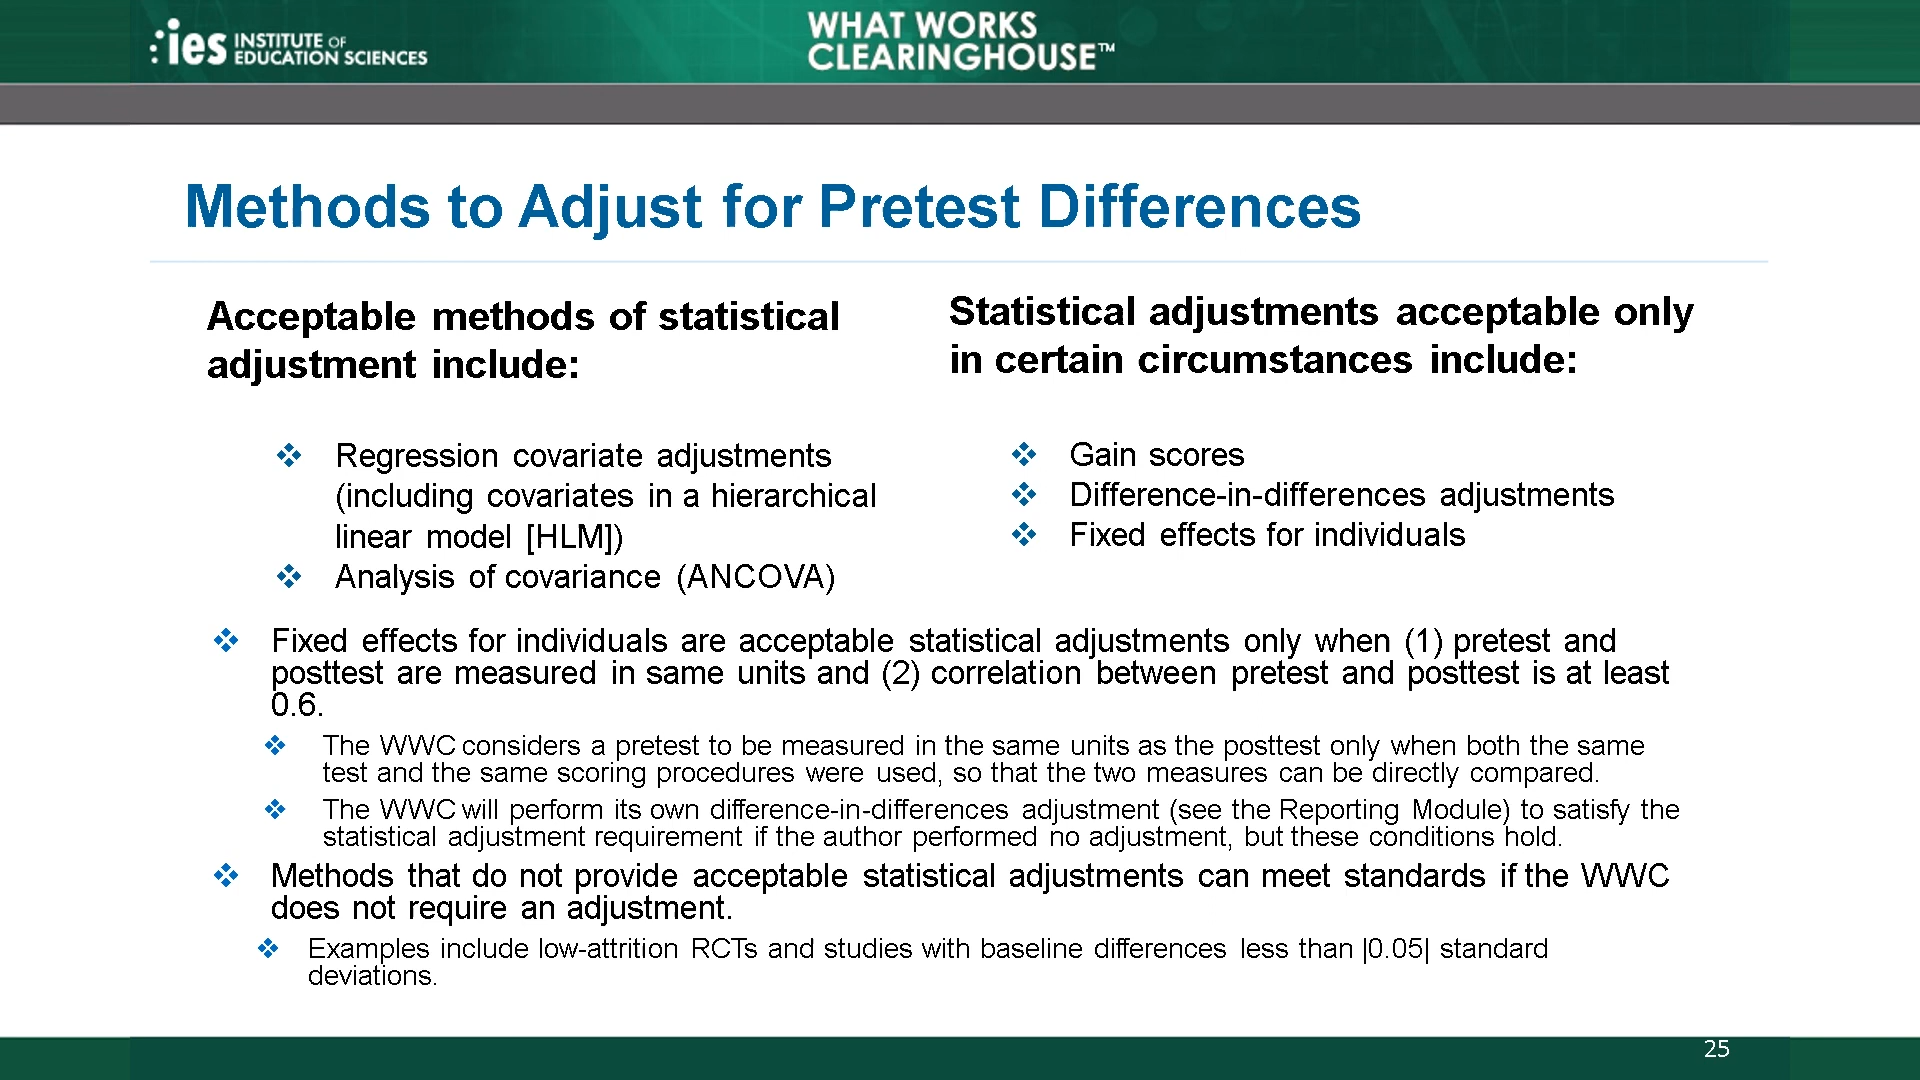 ies INSTITUTE OF
EDUCATION SCIENCES
WHAT WORKS
CLEARINGHOUSE™
Methods to Adjust for Pretest Differences
Acceptable methods of statistical
adjustment include:
❖ Regression covariate adjustments
(including covariates in a hierarchical
linear model [HLM])
❖ Analysis of covariance (ANCOVA)
Statistical adjustments acceptable only
in certain circumstances include:
❖ Gain scores
❖ Difference-in-differences adjustments
❖ Fixed effects for individuals
❖ Fixed effects for individuals are acceptable statistical adjustments only when (1) pretest and
posttest are measured in same units and (2) correlation between pretest and posttest is at least
0.6.
❖ The WWC considers a pretest to be measured in the same units as the posttest only when both the same
test and the same scoring procedures were used, so that the two measures can be directly compared.
❖ The WWC will perform its own difference-in-differences adjustment (see the Reporting Module) to satisfy the
statistical adjustment requirement if the author performed no adjustment, but these conditions hold.
❖ Methods that do not provide acceptable statistical adjustments can meet standards if the WWC
does not require an adjustment.
❖ Examples include low-attrition RCTs and studies with baseline differences less than |0.05| standard
deviations.
25